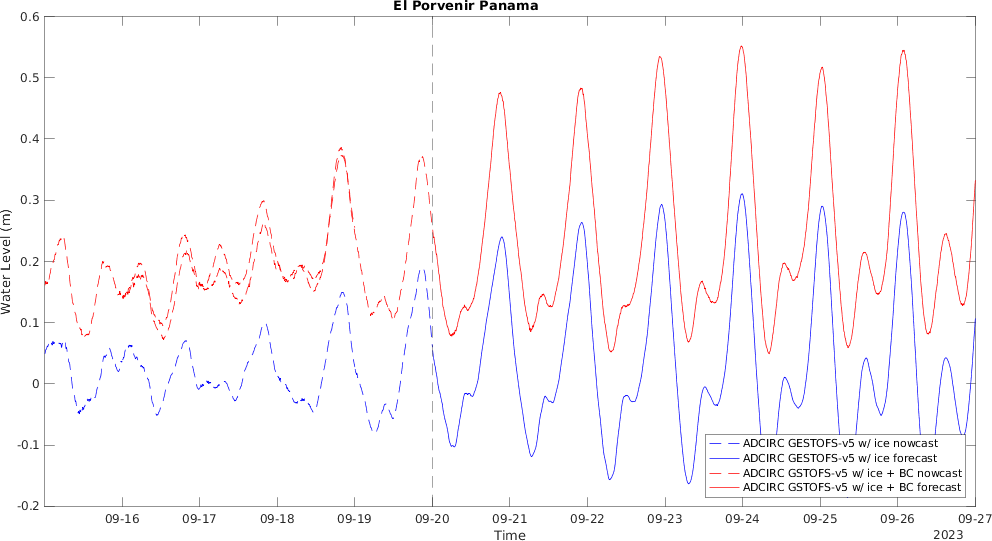 El Porvenir Panama
Water Level (m)
0.6
0.5
0.4
0.3
0.2
0.1
0
-0.1
-0.2
ADCIRC GESTOFS-v5 w/ ice nowcast
ADCIRC GESTOFS-v5 w/ ice forecast
ADCIRC GSTOFS-v5 w/ ice + BC nowcast
ADCIRC GSTOFS-v5 w/ ice + BC forecast
09-16 09-17 09-18 09-19 09-20 09-21 09-22 09-23 09-24 09-25 09-26 09-27
Time
2023